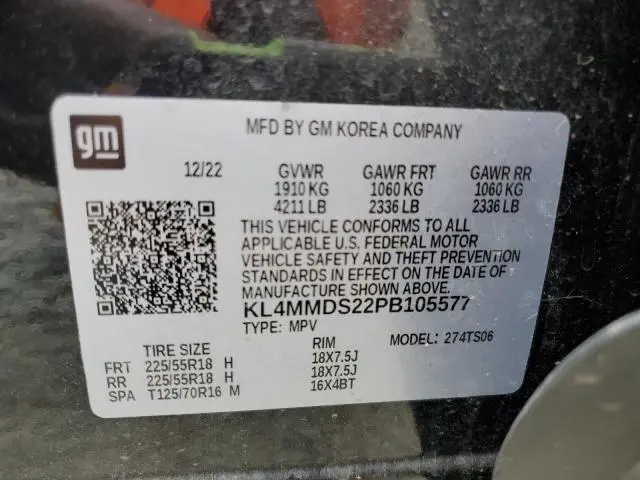 gm
MFD BY GM KOREA COMPANY
12/22 GVWR GAWR FRT GAWR RR
1910 KG 1060 KG 1060 KG
4211 LB 2336 LB 2336 LB
THIS VEHICLE CONFORMS TO ALL
APPLICABLE U.S. FEDERAL MOTOR
VEHICLE SAFETY AND THEFT PREVENTION
STANDARDS IN EFFECT ON THE DATE OF
MANUFACTURE SHOWN ABOVE.
KL4MMDS22PB105577
TYPE: MPV MODEL: 274TS06
TIRE SIZE RIM
FRT 225/55R18 H 18X7.5J
RR 225/55R18 H 18X7.5J
SPA T125/70R16 M 16X4BT